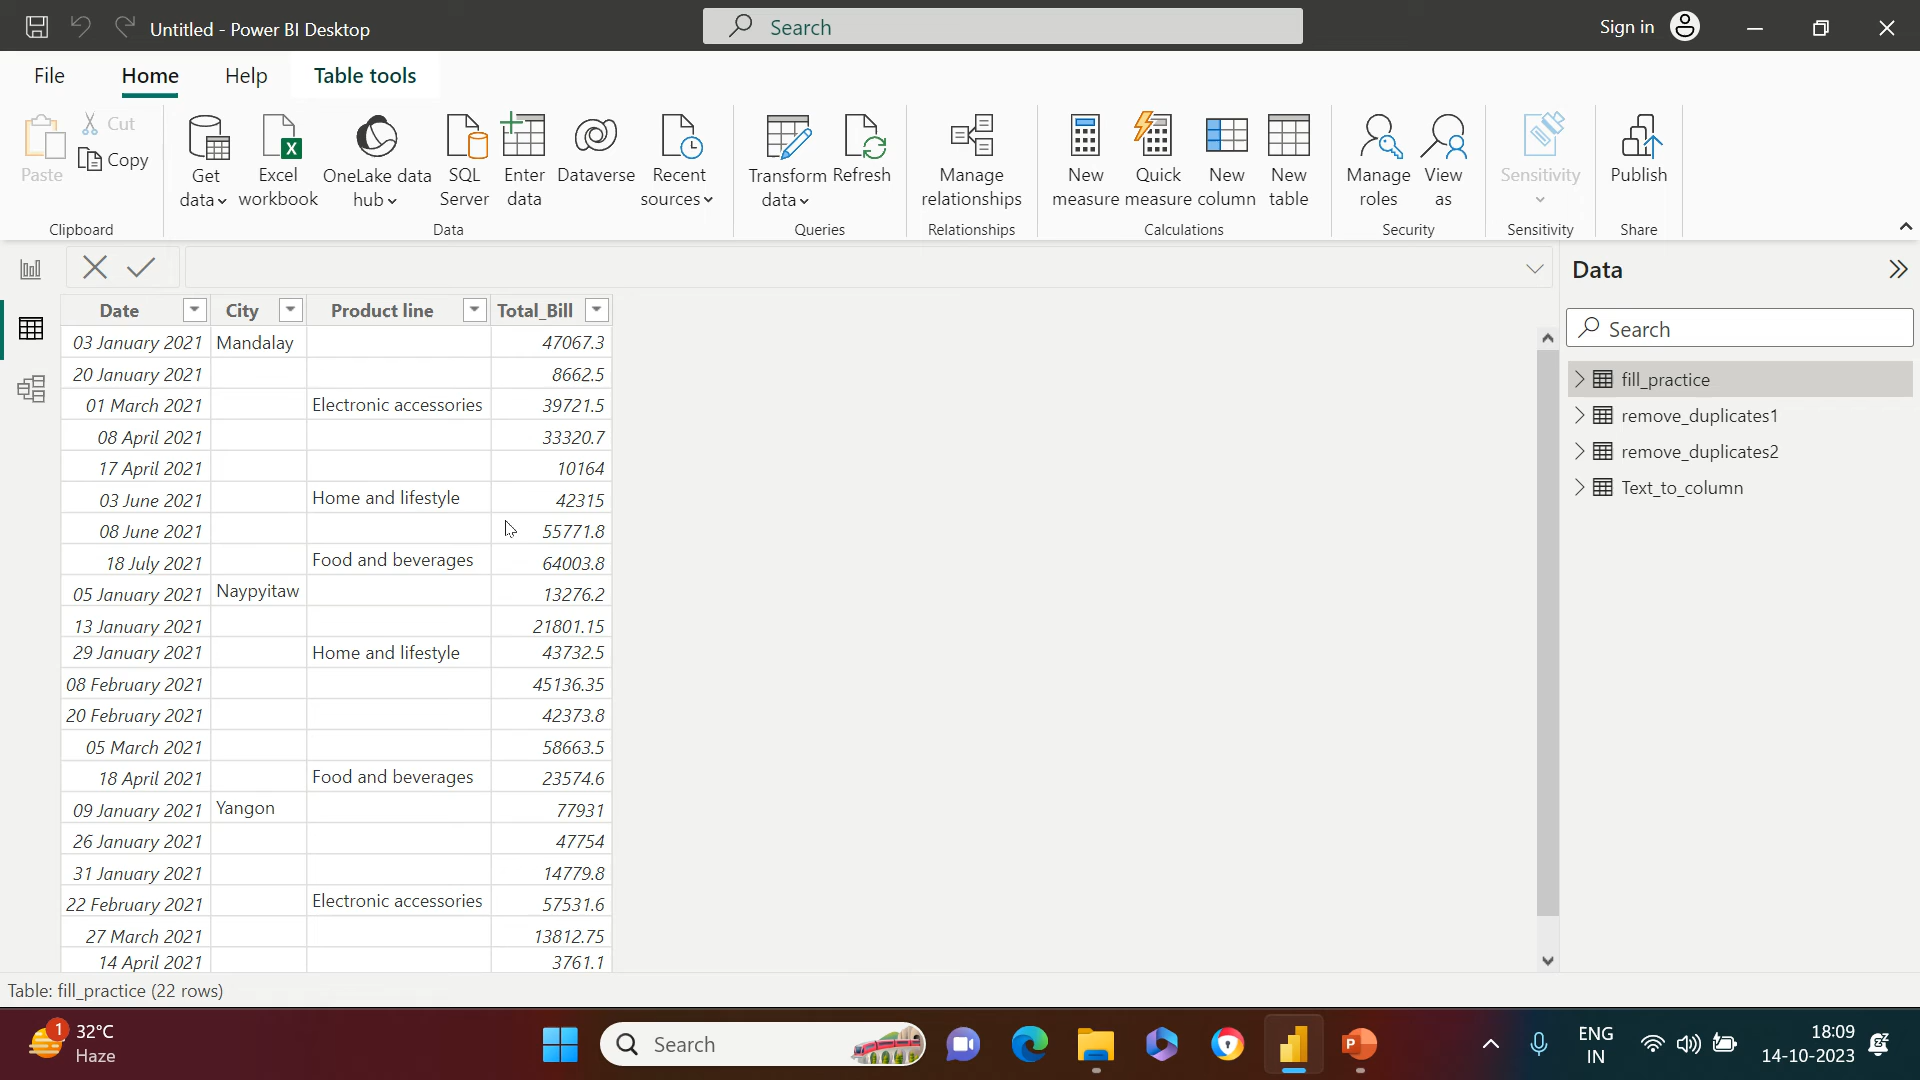 Untitled - Power BI Desktop
Search
Sign in
File Home Help Table tools
Paste
Cut
Copy
Get data
Excel workbook
OneLake data hub
SQL Server
Enter data
Dataverse
Recent sources
Transform data
Refresh
Manage relationships
New measure
Quick measure
New column
New table
Manage roles
View as
Sensitivity
Publish
Clipboard Data Queries Relationships Calculations Security Sensitivity Share
Date City Product line Total_Bill
03 January 2021 Mandalay 47067.3
20 January 2021 8662.5
01 March 2021 Electronic accessories 39721.5
08 April 2021 33320.7
17 April 2021 10164
03 June 2021 Home and lifestyle 42315
08 June 2021 55771.8
18 July 2021 Food and beverages 64003.8
05 January 2021 Naypyitaw 13276.2
13 January 2021 21801.15
29 January 2021 Home and lifestyle 43732.5
08 February 2021 45136.35
20 February 2021 42373.8
05 March 2021 58663.5
18 April 2021 Food and beverages 23574.6
09 January 2021 Yangon 77931
26 January 2021 47754
31 January 2021 14779.8
22 February 2021 Electronic accessories 57531.6
27 March 2021 13812.75
14 April 2021 3761.1
Data
Search
fill_practice
remove_duplicates1
remove_duplicates2
Text_to_column
Table: fill_practice (22 rows)
1
32°C
Haze
Search
ENG
IN
18:09
14-10-2023